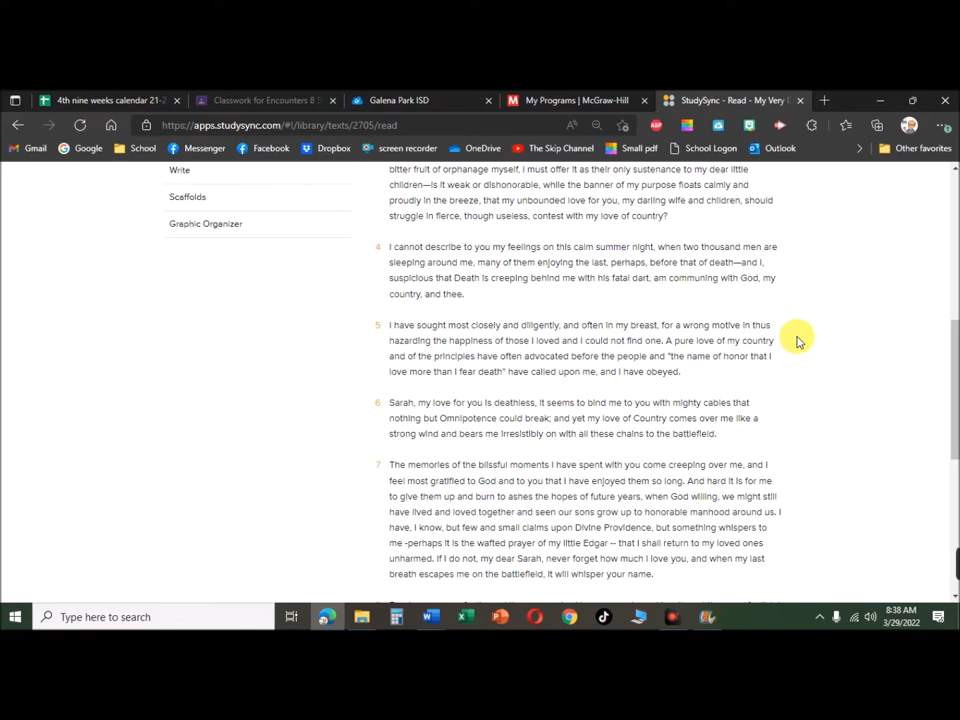 4th nine weeks calendar 21-2
Classwork for Encounters 8 S
Galena Park ISD
My Programs | McGraw-Hill
StudySync - Read - My Very D
https://apps.studysync.com/#!/library/texts/2705/read
Gmail
Google
School
Messenger
Facebook
Dropbox
screen recorder
OneDrive
The Skip Channel
Small pdf
School Logon
Outlook
Other favorites
Write
Scaffolds
Graphic Organizer
bitter fruit of orphanage myself, I must offer it as their only sustenance to my dear little
children—is it weak or dishonorable, while the banner of my purpose floats calmly and
proudly in the breeze, that my unbounded love for you, my darling wife and children, should
struggle in fierce, though useless, contest with my love of country?
4 I cannot describe to you my feelings on this calm summer night, when two thousand men are
sleeping around me, many of them enjoying the last, perhaps, before that of death—and I,
suspicious that Death is creeping behind me with his fatal dart, am communing with God, my
country, and thee.
5 I have sought most closely and diligently, and often in my breast, for a wrong motive in thus
hazarding the happiness of those I loved and I could not find one. A pure love of my country
and of the principles have often advocated before the people and "the name of honor that I
love more than I fear death" have called upon me, and I have obeyed.
6 Sarah, my love for you is deathless, it seems to bind me to you with mighty cables that
nothing but Omnipotence could break; and yet my love of Country comes over me like a
strong wind and bears me irresistibly on with all these chains to the battlefield.
7 The memories of the blissful moments I have spent with you come creeping over me, and I
feel most gratified to God and to you that I have enjoyed them so long. And hard it is for me
to give them up and burn to ashes the hopes of future years, when God willing, we might still
have lived and loved together and seen our sons grow up to honorable manhood around us. I
have, I know, but few and small claims upon Divine Providence, but something whispers to
me -perhaps it is the wafted prayer of my little Edgar -- that I shall return to my loved ones
unharmed. If I do not, my dear Sarah, never forget how much I love you, and when my last
breath escapes me on the battlefield, it will whisper your name.
Type here to search
8:38 AM
3/29/2022